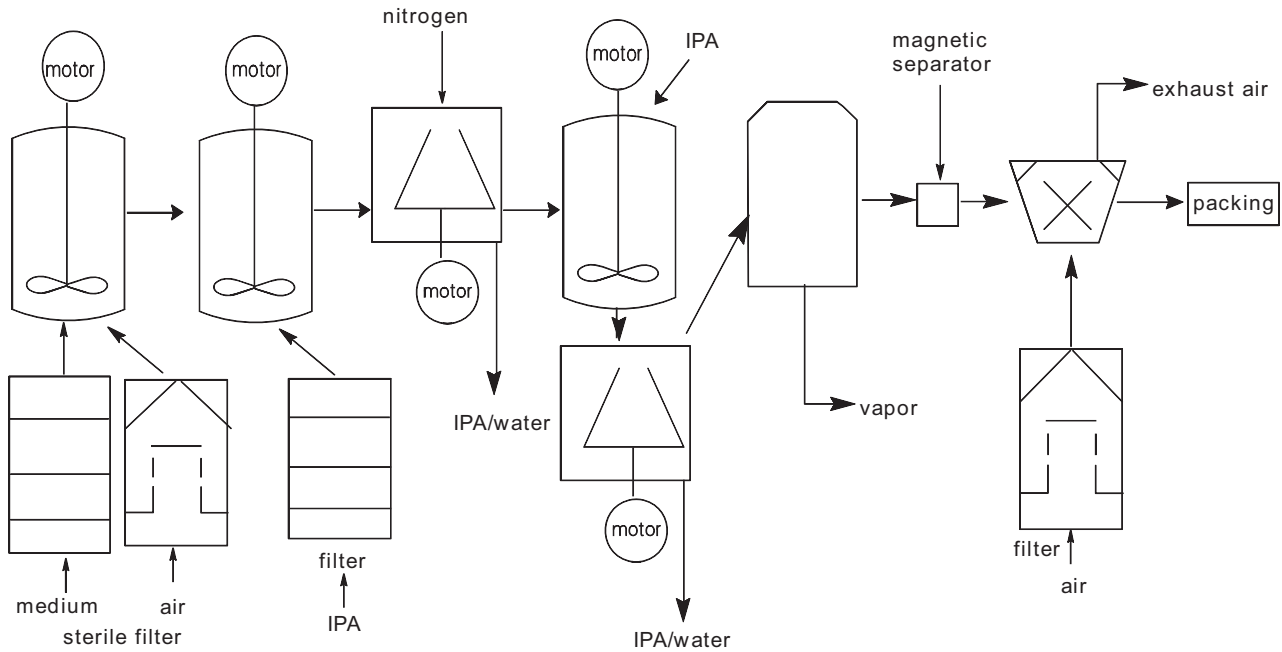 nitrogen
motor
motor
motor
IPA
magnetic
separator
exhaust air
packing
motor
IPA/water
vapor
motor
filter
air
medium
air
sterile filter
filter
IPA
IPA/water